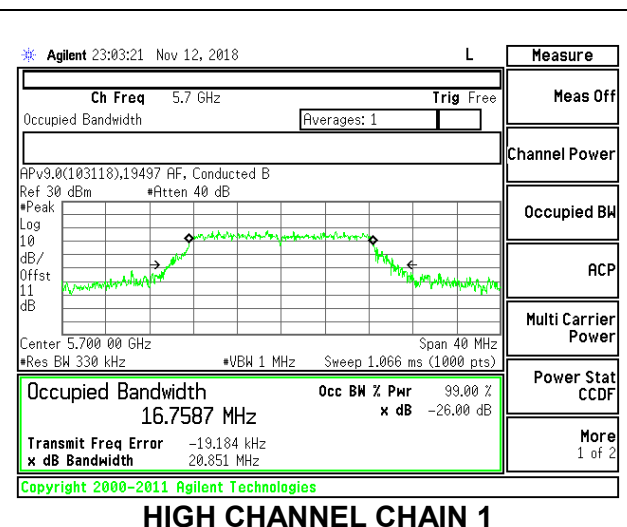 Agilent 23:03:21 Nov 12, 2018 L Measure
Ch Freq 5.7 GHz Trig Free
Meas Off
Occupied Bandwidth Averages: 1
Channel Power
APv9.0(103118),19497 AF, Conducted B
Ref 30 dBm #Atten 40 dB
#Peak
Log
10
dB/
Offst
11
dB
Occupied BW
ACP
Multi Carrier
Power
Center 5.700 00 GHz Span 40 MHz
#Res BW 330 kHz #VBW 1 MHz Sweep 1.066 ms (1000 pts)
Power Stat
CCDF
Occupied Bandwidth Occ BW % Pwr 99.00 %
16.7587 MHz x dB -26.00 dB
Transmit Freq Error -19.184 kHz
x dB Bandwidth 20.851 MHz
More
1 of 2
Copyright 2000-2011 Agilent Technologies
HIGH CHANNEL CHAIN 1